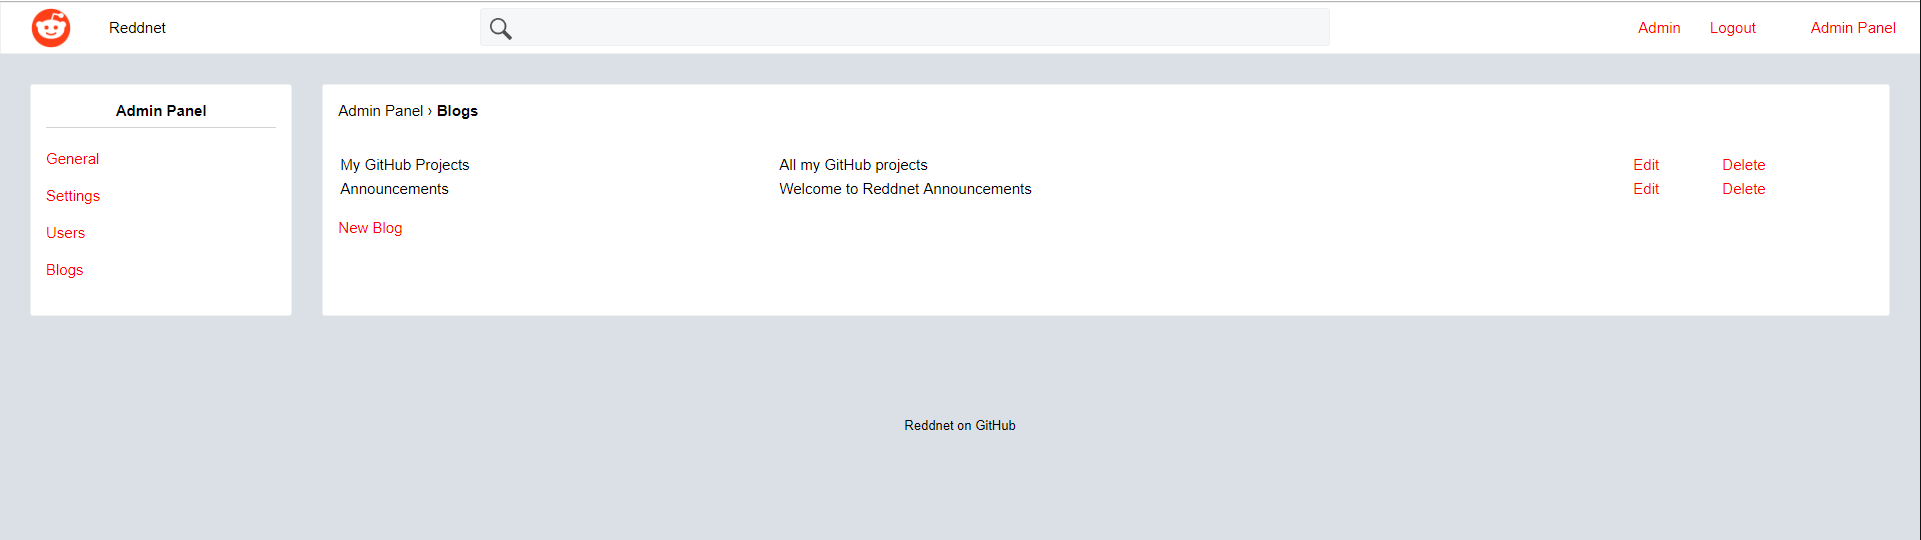 Reddnet Admin Logout Admin Panel
Admin Panel
General
Settings
Users
Blogs
Admin Panel › Blogs
My GitHub Projects All my GitHub projects Edit Delete
Announcements Welcome to Reddnet Announcements Edit Delete
New Blog
Reddnet on GitHub